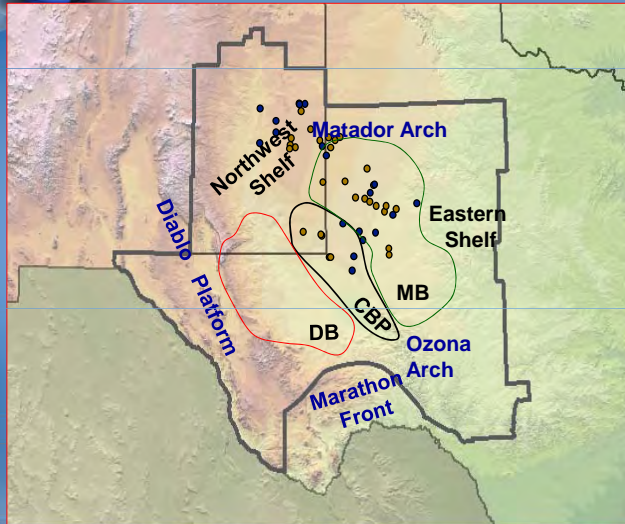 Matador Arch
Northwest
Shelf
Diablo
Platform
Eastern
Shelf
MB
CBP
DB
Ozona
Arch
Marathon
Front